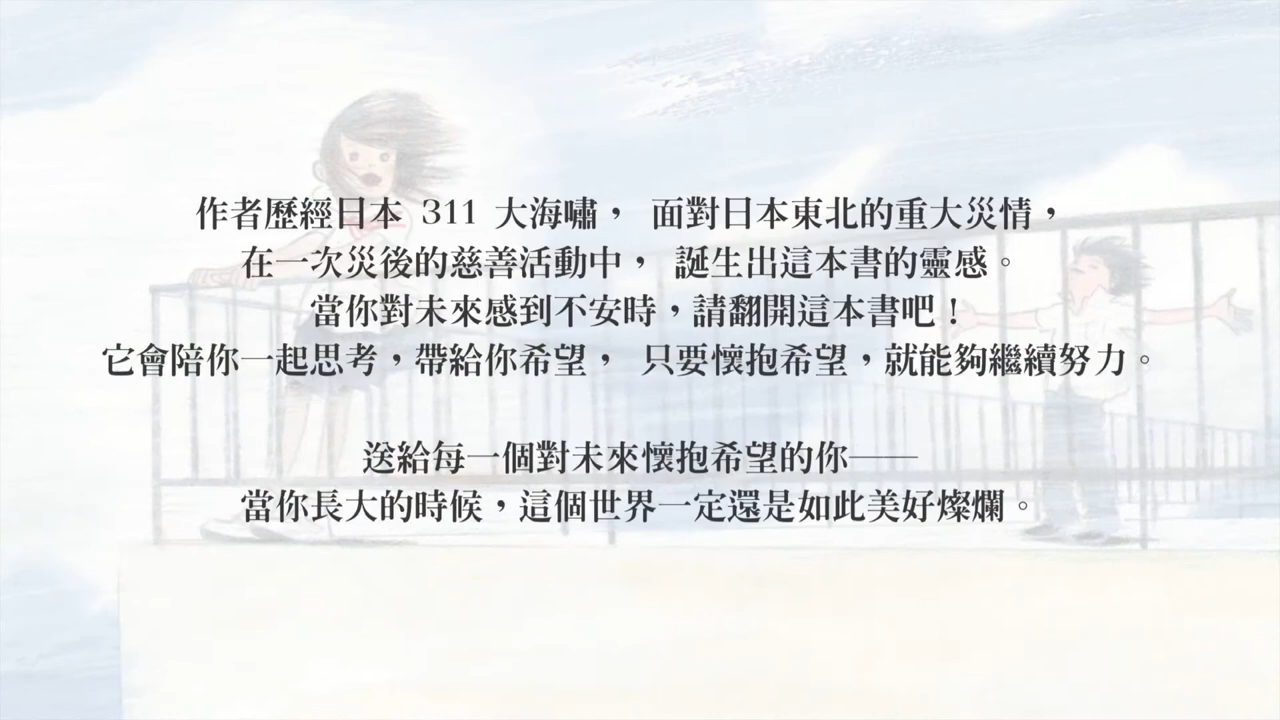 作者歷經日本 311 大海嘯， 面對日本東北的重大災情，
在一次災後的慈善活動中， 誕生出這本書的靈感。
當你對未來感到不安時，請翻開這本書吧！
它會陪你一起思考，帶給你希望， 只要懷抱希望，就能夠繼續努力。
送給每一個對未來懷抱希望的你──
當你長大的時候，這個世界一定還是如此美好燦爛。